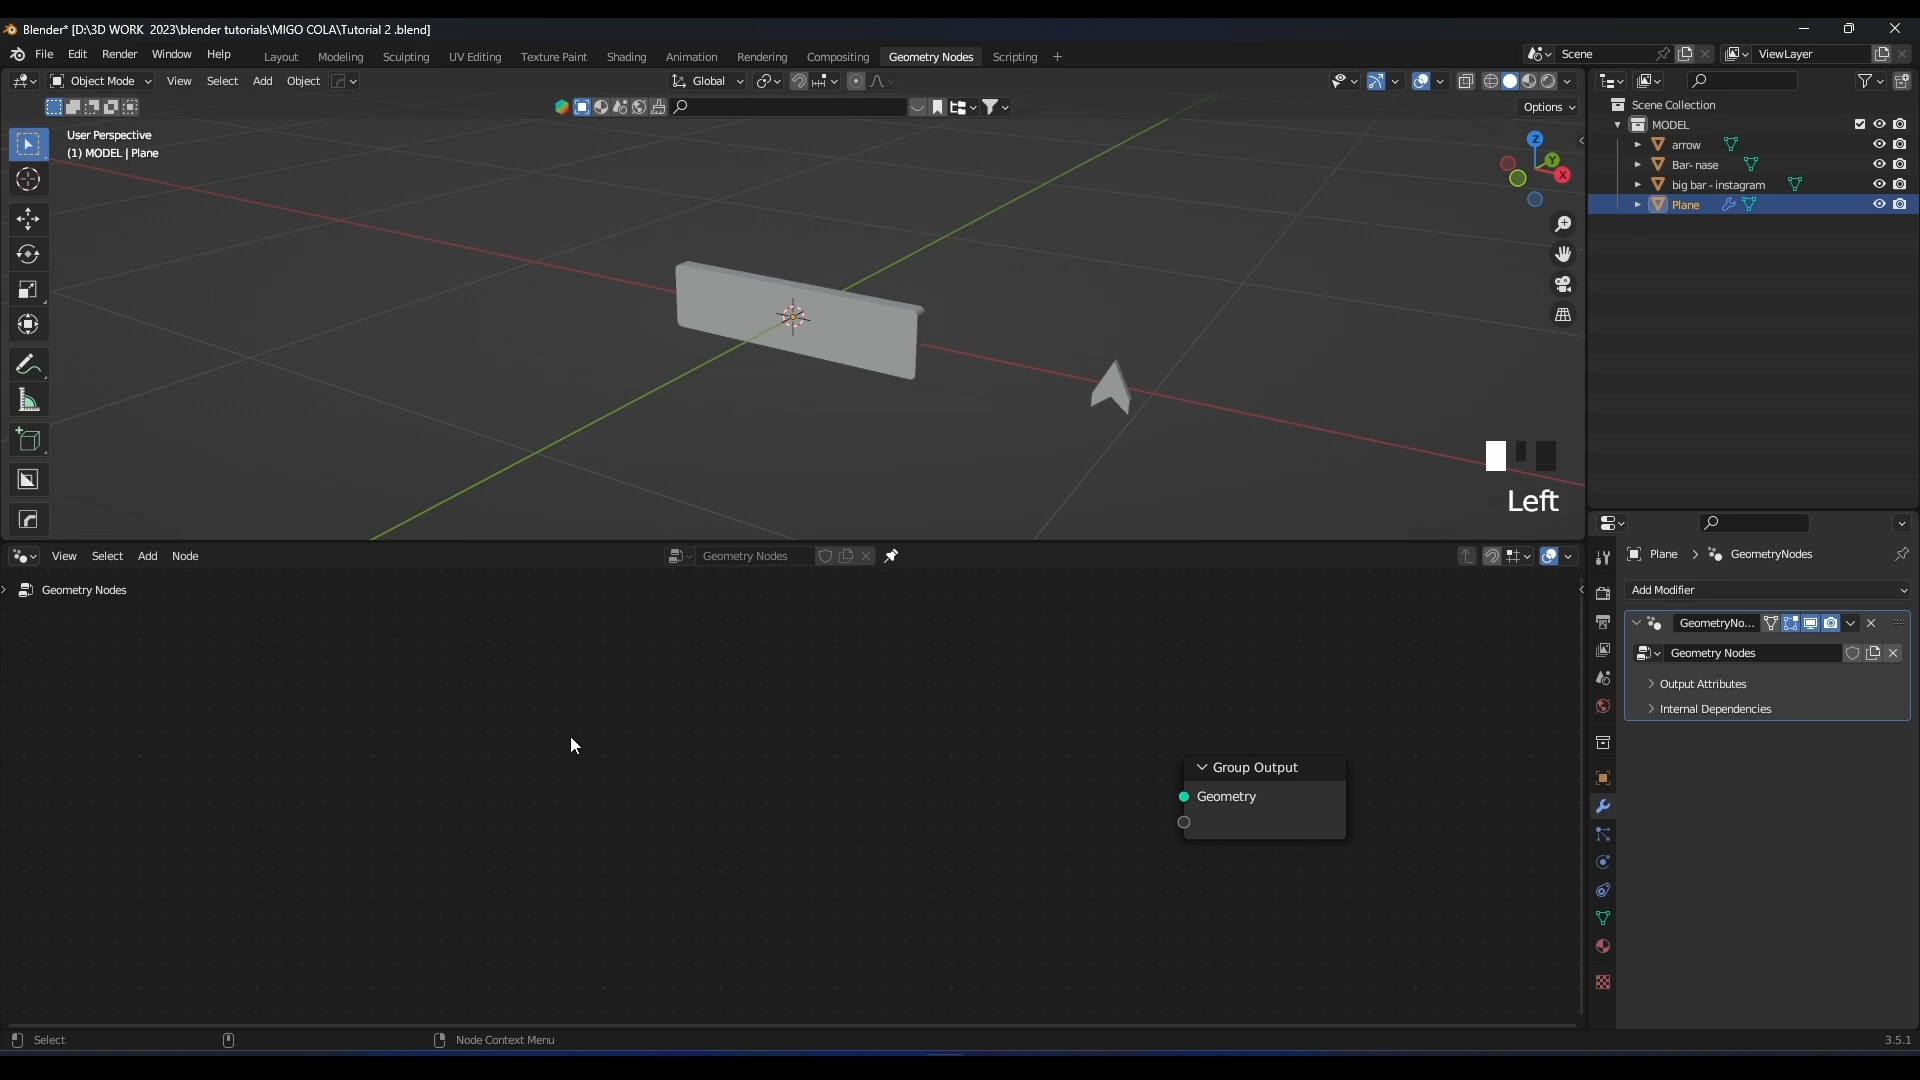 Blender* [D:\3D WORK 2023\blender tutorials\MIGO COLA\Tutorial 2 .blend]
File Edit Render Window Help Layout Modeling Sculpting UV Editing Texture Paint Shading Animation Rendering Compositing Geometry Nodes Scripting + Scene ViewLayer
Object Mode View Select Add Object Global
Options
User Perspective
(1) MODEL | Plane
Z
Y
X
Scene Collection
MODEL
arrow
Bar- nase
big bar - instagram
Plane
Left
View Select Add Node Geometry Nodes
Geometry Nodes
Group Output
Geometry
Plane > GeometryNodes
Add Modifier
GeometryNo...
Geometry Nodes
Output Attributes
Internal Dependencies
Select Node Context Menu 3.5.1